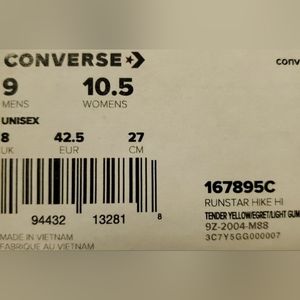 CONVERSE
conv
9 10.5
MENS WOMENS
UNISEX
8 42.5 27
UK EUR CM
94432 13281 8
167895C
RUNSTAR HIKE HI
TENDER YELLOW/EGRET/LIGHT GUM
9Z-2004-M88
3C7Y5GG000007
MADE IN VIETNAM
FABRIQUÉ AU VIETNAM